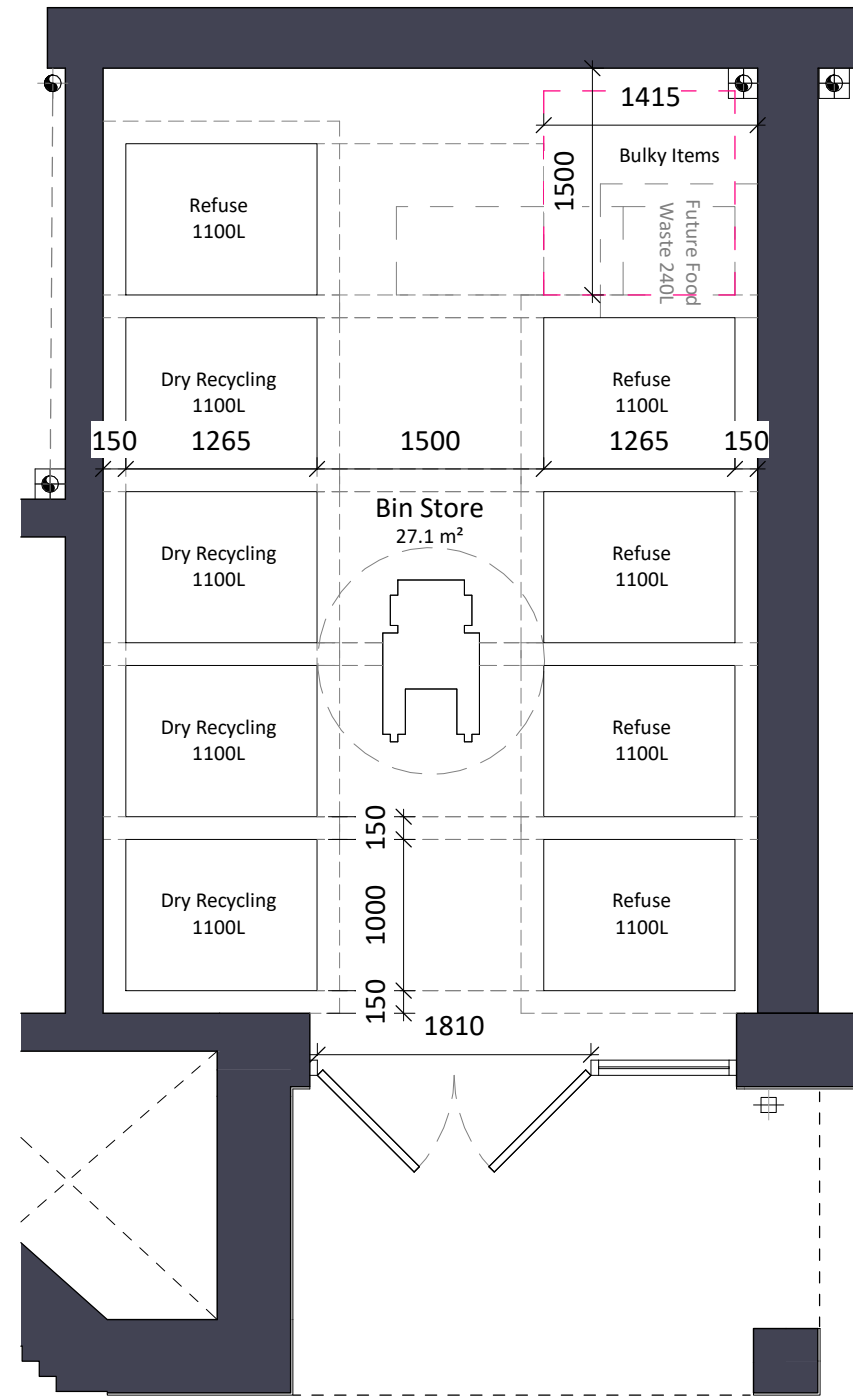 1415
Bulky Items
1500
Refuse
1100L
Future Food
Waste 240L
Dry Recycling
1100L
Refuse
1100L
150
1265
1500
1265
150
Bin Store
27.1 m²
Dry Recycling
1100L
Refuse
1100L
Dry Recycling
1100L
Refuse
1100L
150
Dry Recycling
1100L
1000
Refuse
1100L
150
1810